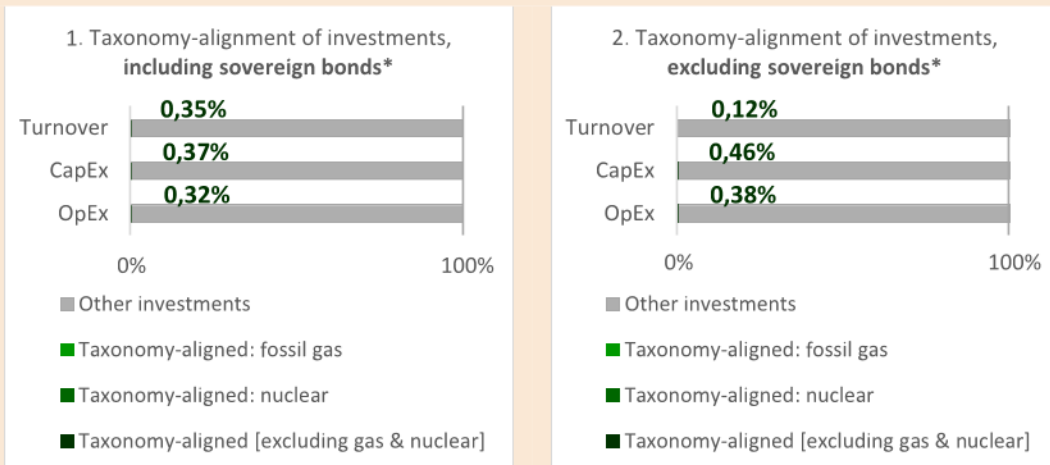 1. Taxonomy-alignment of investments,
including sovereign bonds*
Turnover 0,35%
CapEx 0,37%
OpEx 0,32%
0% 100%
Other investments
Taxonomy-aligned: fossil gas
Taxonomy-aligned: nuclear
Taxonomy-aligned [excluding gas & nuclear]
2. Taxonomy-alignment of investments,
excluding sovereign bonds*
Turnover 0,12%
CapEx 0,46%
OpEx 0,38%
0% 100%
Other investments
Taxonomy-aligned: fossil gas
Taxonomy-aligned: nuclear
Taxonomy-aligned [excluding gas & nuclear]